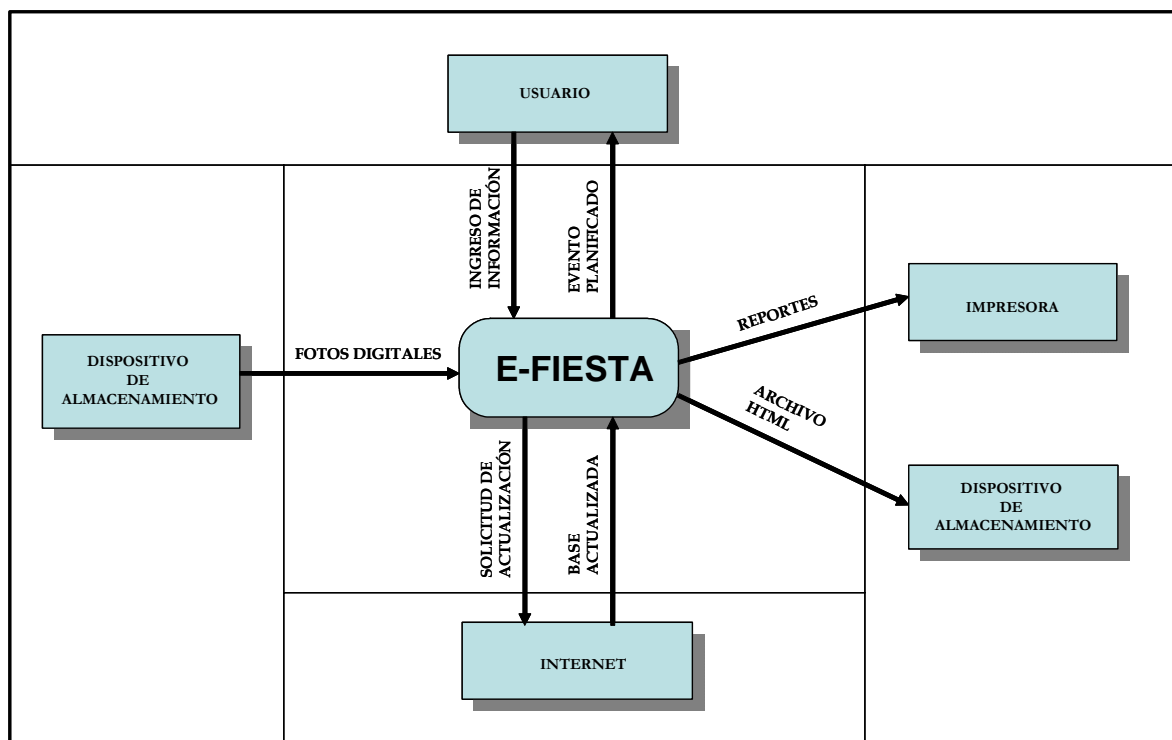 USUARIO
INGRESO DE
INFORMACIÓN
EVENTO
PLANIFICADO
DISPOSITIVO
DE
ALMACENAMIENTO
FOTOS DIGITALES
E-FIESTA
REPORTES
IMPRESORA
ARCHIVO
HTML
DISPOSITIVO
DE
ALMACENAMIENTO
SOLICITUD DE
ACTUALIZACIÓN
BASE
ACTUALIZADA
INTERNET